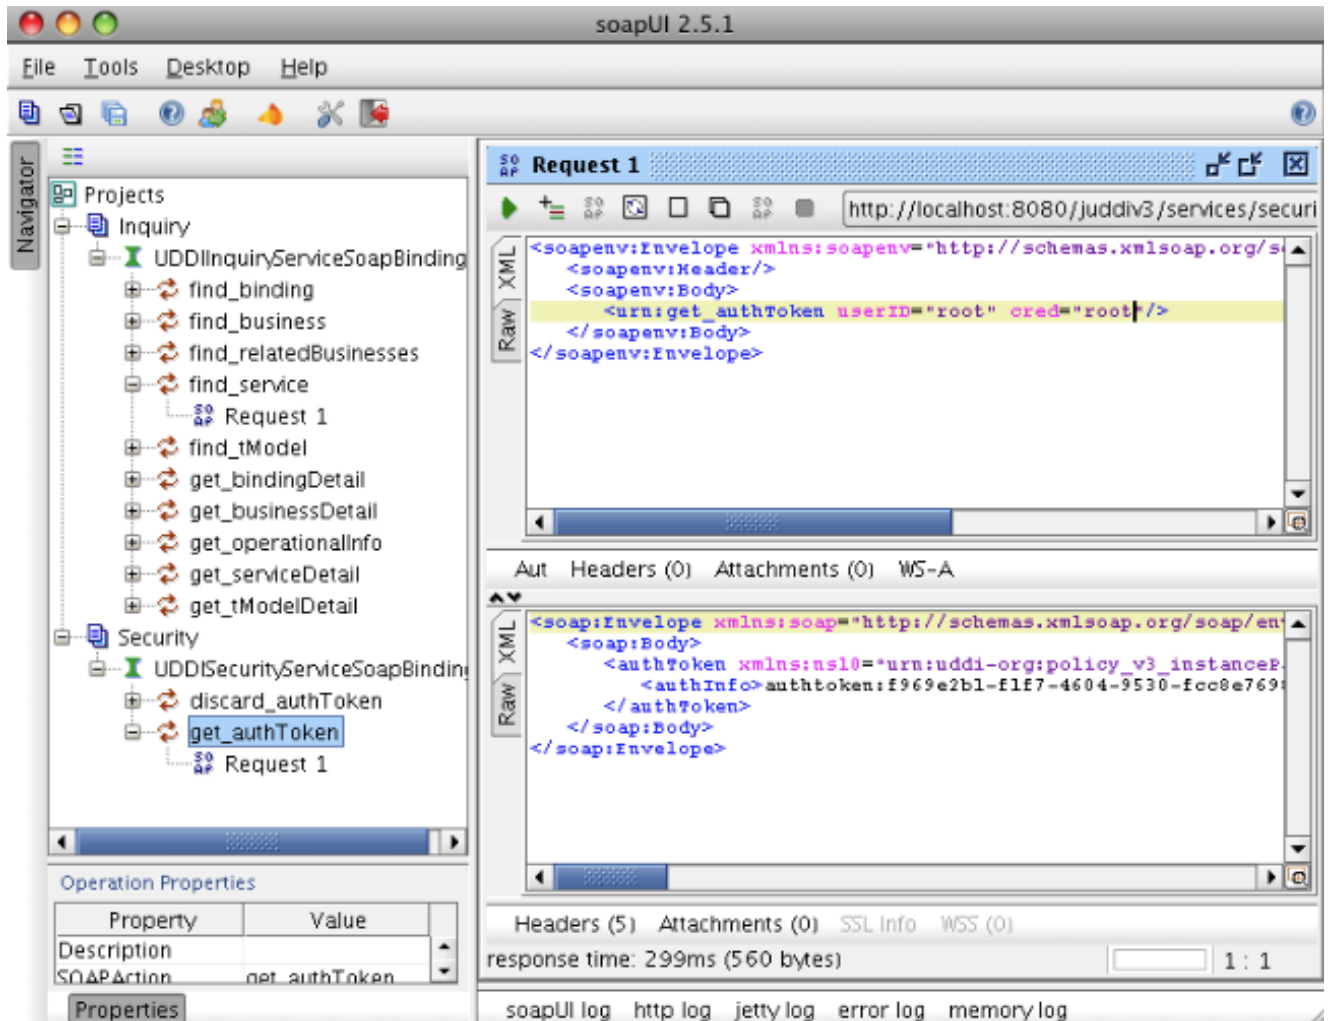 soapUI 2.5.1
File Tools Desktop Help
Navigator
Projects
Inquiry
UDDIInquiryServiceSoapBinding
find_binding
find_business
find_relatedBusinesses
find_service
Request 1
find_tModel
get_bindingDetail
get_businessDetail
get_operationalInfo
get_serviceDetail
get_tModelDetail
Security
UDDISecurityServiceSoapBinding
discard_authToken
get_authToken
Request 1
Operation Properties
Property Value
Description
SOAPAction get_authToken
Properties
Request 1
http://localhost:8080/juddiv3/services/securi
XML
Raw
<soapenv:Envelope xmlns:soapenv="http://schemas.xmlsoap.org/s
<soapenv:Header/>
<soapenv:Body>
<urn:get_authToken userID="root" cred="root"/>
</soapenv:Body>
</soapenv:Envelope>
Aut Headers (0) Attachments (0) WS-A
XML
Raw
<soap:Envelope xmlns:soap="http://schemas.xmlsoap.org/soap/en
<soap:Body>
<authToken xmlns:ns10="urn:uddi-org:policy_v3_instanceP
<authInfo>authtoken:f969e2b1-f1f7-4604-9530-fcc8e769
</authToken>
</soap:Body>
</soap:Envelope>
Headers (5) Attachments (0) SSL Info WSS (0)
response time: 299ms (560 bytes)
1 : 1
soapUI log http log jetty log error log memory log